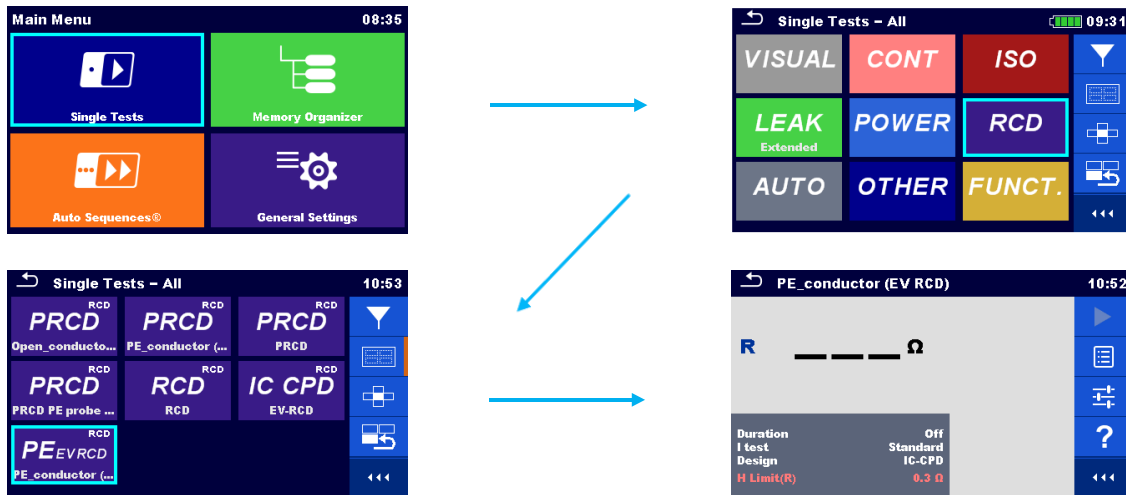 Main Menu 08:35
Single Tests
Memory Organizer
Auto Sequences®
General Settings
Single Tests – All 09:31
VISUAL CONT ISO
LEAK POWER RCD
Extended
AUTO OTHER FUNCT.
Single Tests – All 10:53
RCD RCD RCD
PRCD PRCD PRCD
Open_conducto... PE_conductor (... PRCD
RCD RCD RCD
PRCD RCD IC CPD
PRCD PE probe ... RCD EV-RCD
RCD
PE EVRCD
PE_conductor (...
PE_conductor (EV RCD) 10:52
R ___ Ω
Duration Off
I test Standard
Design IC-CPD
H Limit(R) 0.3 Ω
?